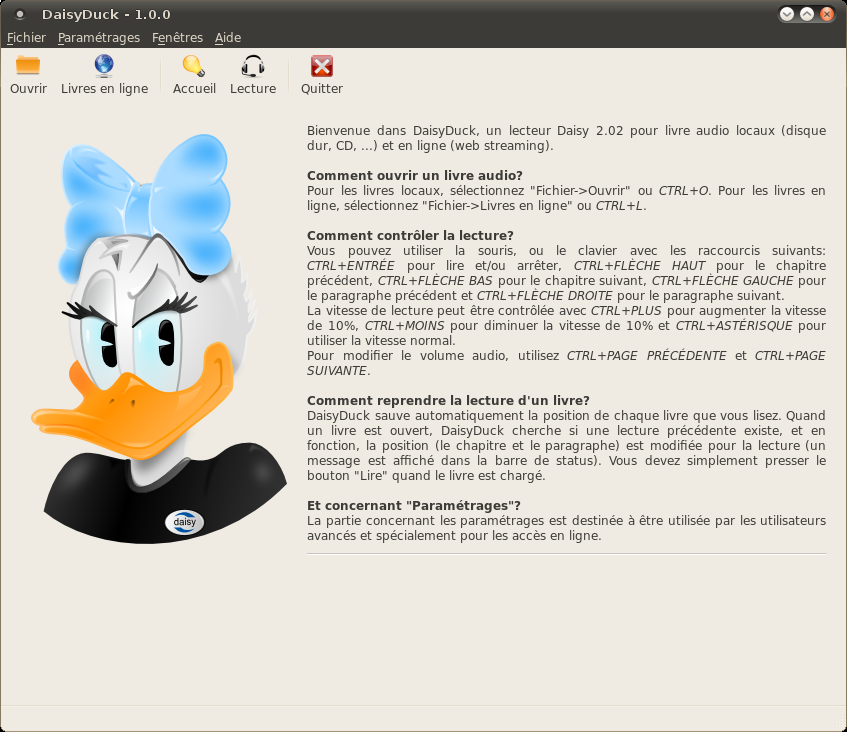 DaisyDuck - 1.0.0
Fichier Paramétrages Fenêtres Aide
Ouvrir Livres en ligne Accueil Lecture Quitter
Bienvenue dans DaisyDuck, un lecteur Daisy 2.02 pour livre audio locaux (disque
dur, CD, ...) et en ligne (web streaming).
Comment ouvrir un livre audio?
Pour les livres locaux, sélectionnez "Fichier->Ouvrir" ou CTRL+O. Pour les livres en
ligne, sélectionnez "Fichier->Livres en ligne" ou CTRL+L.
Comment contrôler la lecture?
Vous pouvez utiliser la souris, ou le clavier avec les raccourcis suivants:
CTRL+ENTRÉE pour lire et/ou arrêter, CTRL+FLÈCHE HAUT pour le chapitre
précédent, CTRL+FLÈCHE BAS pour le chapitre suivant, CTRL+FLÈCHE GAUCHE pour
le paragraphe précédent et CTRL+FLÈCHE DROITE pour le paragraphe suivant.
La vitesse de lecture peut être contrôlée avec CTRL+PLUS pour augmenter la vitesse
de 10%, CTRL+MOINS pour diminuer la vitesse de 10% et CTRL+ASTÉRISQUE pour
utiliser la vitesse normal.
Pour modifier le volume audio, utilisez CTRL+PAGE PRÉCÉDENTE et CTRL+PAGE
SUIVANTE.
Comment reprendre la lecture d'un livre?
DaisyDuck sauve automatiquement la position de chaque livre que vous lisez. Quand
un livre est ouvert, DaisyDuck cherche si une lecture précédente existe, et en
fonction, la position (le chapitre et le paragraphe) est modifiée pour la lecture (un
message est affiché dans la barre de status). Vous devez simplement presser le
bouton "Lire" quand le livre est chargé.
Et concernant "Paramétrages"?
La partie concernant les paramétrages est destinée à être utilisée par les utilisateurs
avancés et spécialement pour les accès en ligne.
daisy